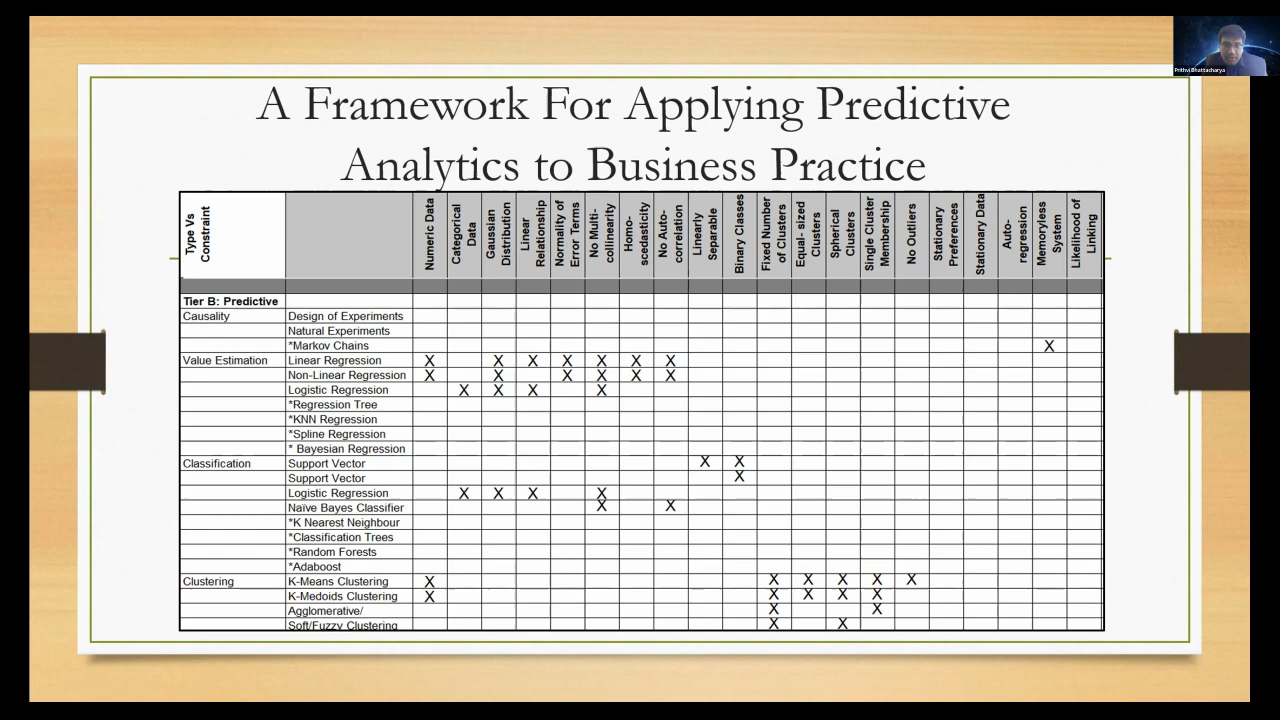 Prithvi Bhattacharya
A Framework For Applying Predictive
Analytics to Business Practice
Type Vs Constraint | Numeric Data | Categorical Data | Gaussian Distribution | Linear Relationship | Normality of Error Terms | No Multi-collinearity | Homo-scedasticity | No Auto-correlation | Linearly Separable | Binary Classes | Fixed Number of Clusters | Equal- sized Clusters | Spherical Clusters | Single Cluster Membership | No Outliers | Stationary Preferences | Stationary Data | Auto-regression | Memoryless System | Likelihood of Linking
Tier B: Predictive
Causality Design of Experiments
Natural Experiments
*Markov Chains X
Value Estimation Linear Regression X X X X X X X
Non-Linear Regression X X X X X X
Logistic Regression X X X X
*Regression Tree
*KNN Regression
*Spline Regression
* Bayesian Regression
Classification Support Vector X X
Support Vector X
Logistic Regression X X X X
Naïve Bayes Classifier X X
*K Nearest Neighbour
*Classification Trees
*Random Forests
*Adaboost
Clustering K-Means Clustering X X X X X X
K-Medoids Clustering X X X X X
Agglomerative/ X X
Soft/Fuzzy Clustering X X